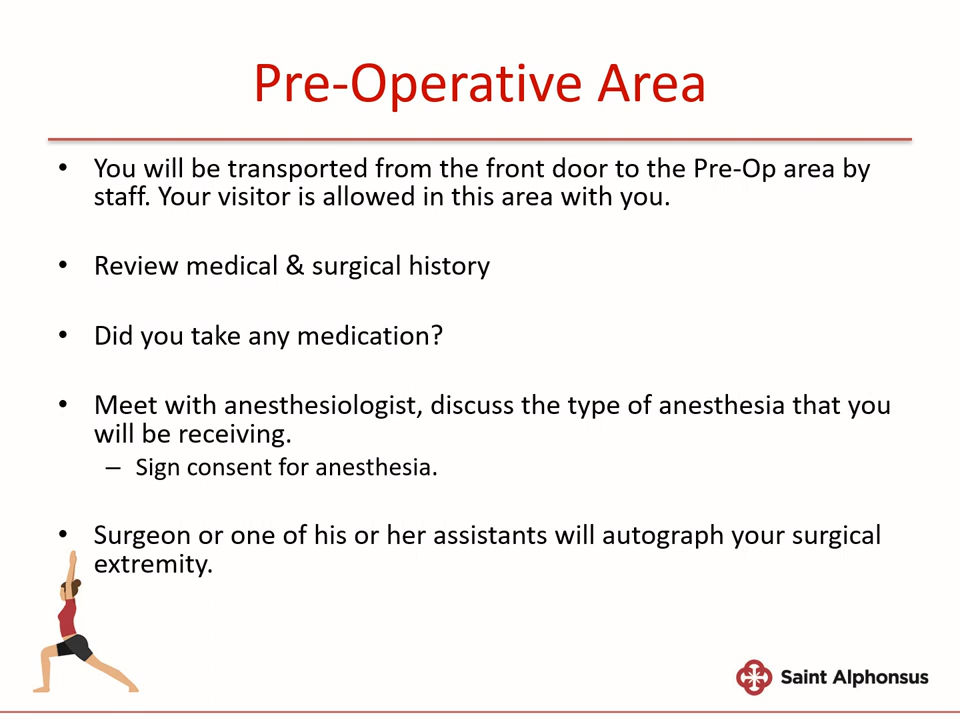 Pre-Operative Area
• You will be transported from the front door to the Pre-Op area by
staff. Your visitor is allowed in this area with you.
• Review medical & surgical history
• Did you take any medication?
• Meet with anesthesiologist, discuss the type of anesthesia that you
will be receiving.
– Sign consent for anesthesia.
• Surgeon or one of his or her assistants will autograph your surgical
extremity.
Saint Alphonsus